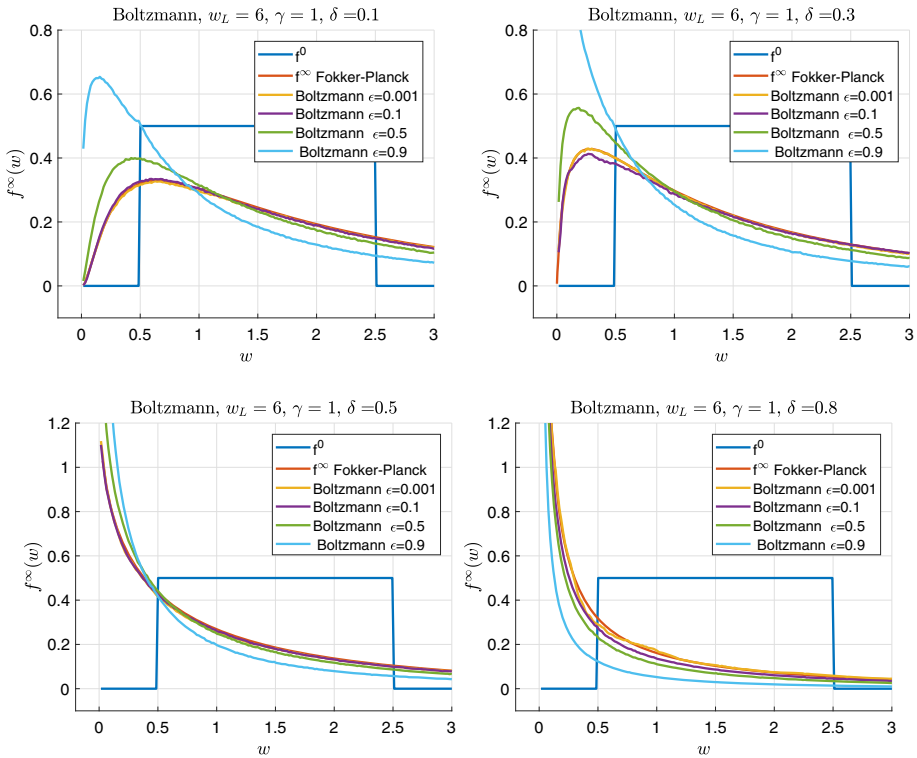 Boltzmann, w_L = 6, γ = 1, δ =0.1
0.8
0.6
0.4
0.2
0
f^∞(w)
0
0.5
1
1.5
2
2.5
3
w
f^0
f^∞ Fokker-Planck
Boltzmann ϵ=0.001
Boltzmann ϵ=0.1
Boltzmann ϵ=0.5
Boltzmann ϵ=0.9
Boltzmann, w_L = 6, γ = 1, δ =0.3
0.8
0.6
0.4
0.2
0
f^∞(w)
0
0.5
1
1.5
2
2.5
3
w
f^0
f^∞ Fokker-Planck
Boltzmann ϵ=0.001
Boltzmann ϵ=0.1
Boltzmann ϵ=0.5
Boltzmann ϵ=0.9
Boltzmann, w_L = 6, γ = 1, δ =0.5
1.2
1
0.8
0.6
0.4
0.2
0
f^∞(w)
0
0.5
1
1.5
2
2.5
3
w
f^0
f^∞ Fokker-Planck
Boltzmann ϵ=0.001
Boltzmann ϵ=0.1
Boltzmann ϵ=0.5
Boltzmann ϵ=0.9
Boltzmann, w_L = 6, γ = 1, δ =0.8
1.2
1
0.8
0.6
0.4
0.2
0
f^∞(w)
0
0.5
1
1.5
2
2.5
3
w
f^0
f^∞ Fokker-Planck
Boltzmann ϵ=0.001
Boltzmann ϵ=0.1
Boltzmann ϵ=0.5
Boltzmann ϵ=0.9